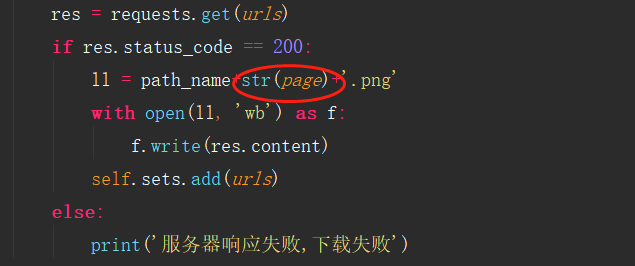 res = requests.get(urls)
if res.status_code == 200:
ll = path_name+str(page)+'.png'
with open(ll, 'wb') as f:
f.write(res.content)
self.sets.add(urls)
else:
print('服务器响应失败,下载失败')